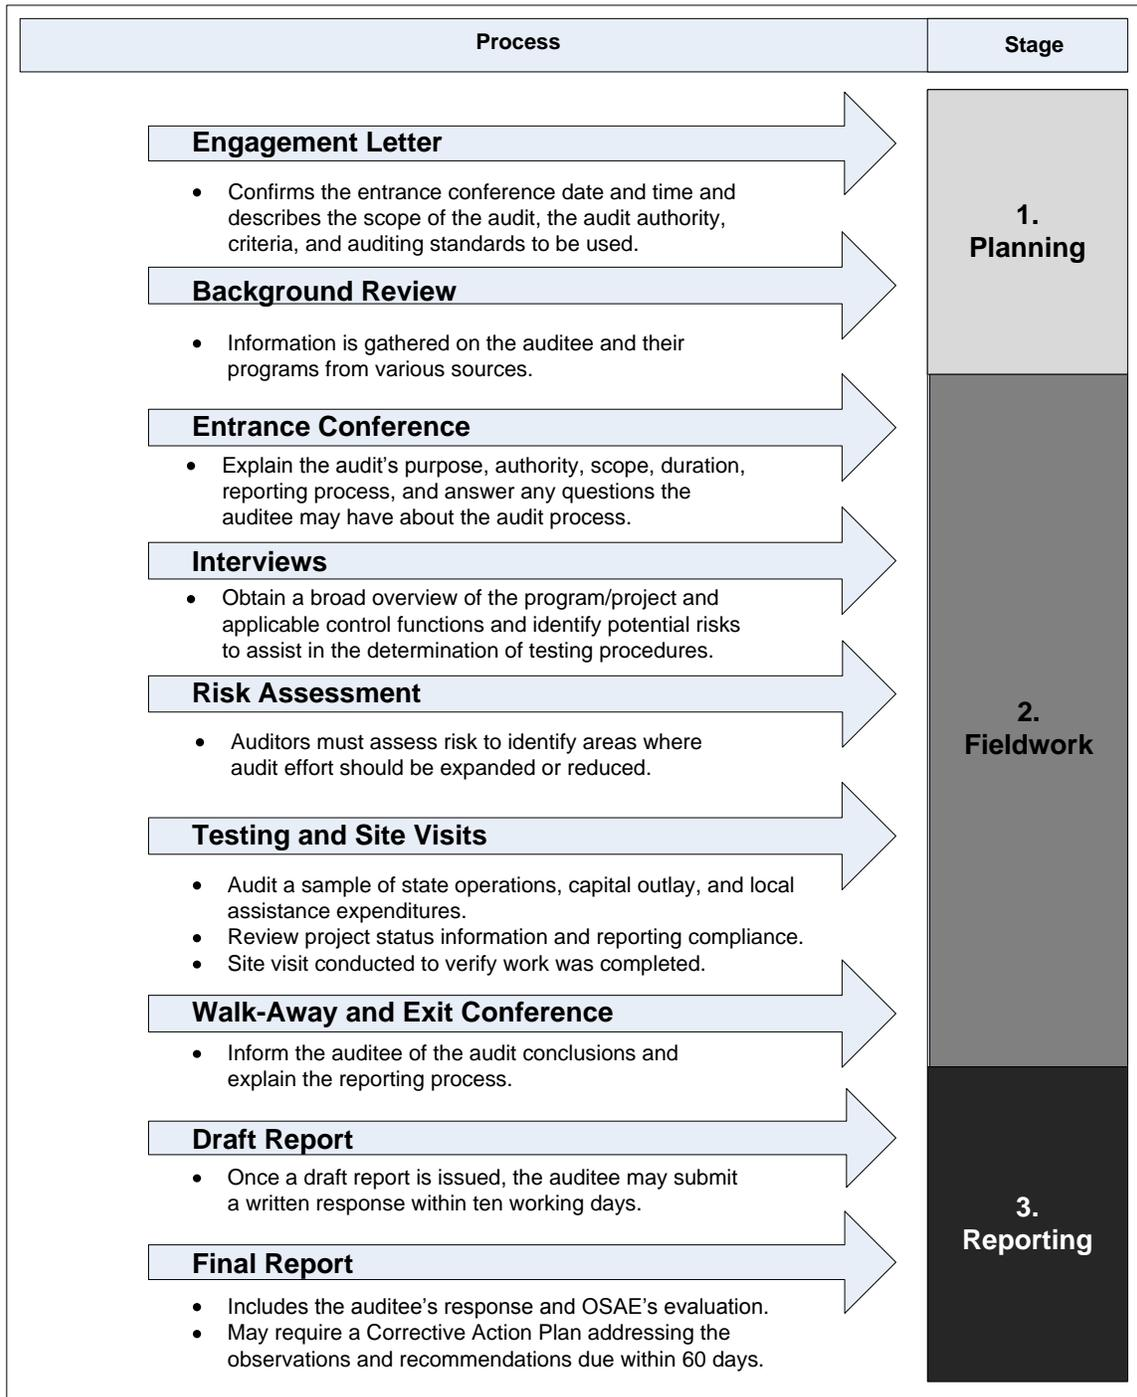 Process
Stage
Engagement Letter
• Confirms the entrance conference date and time and
describes the scope of the audit, the audit authority,
criteria, and auditing standards to be used.
1.
Planning
Background Review
• Information is gathered on the auditee and their
programs from various sources.
Entrance Conference
• Explain the audit’s purpose, authority, scope, duration,
reporting process, and answer any questions the
auditee may have about the audit process.
Interviews
• Obtain a broad overview of the program/project and
applicable control functions and identify potential risks
to assist in the determination of testing procedures.
Risk Assessment
• Auditors must assess risk to identify areas where
audit effort should be expanded or reduced.
2.
Fieldwork
Testing and Site Visits
• Audit a sample of state operations, capital outlay, and local
assistance expenditures.
• Review project status information and reporting compliance.
• Site visit conducted to verify work was completed.
Walk-Away and Exit Conference
• Inform the auditee of the audit conclusions and
explain the reporting process.
Draft Report
• Once a draft report is issued, the auditee may submit
a written response within ten working days.
3.
Reporting
Final Report
• Includes the auditee’s response and OSAE’s evaluation.
• May require a Corrective Action Plan addressing the
observations and recommendations due within 60 days.